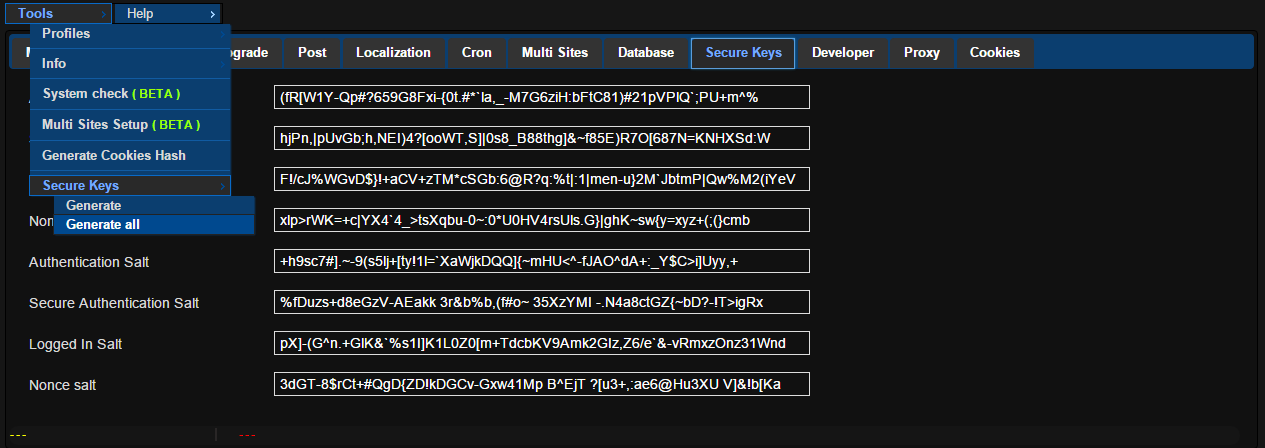 Tools > Help >
Profiles
M grade Post Localization Cron Multi Sites Database Secure Keys Developer Proxy Cookies
Info
System check ( BETA )
(fR[W1Y-Qp#?659G8Fxi-{0t.#*`la,_-M7G6ziH:bFtC81)#21pVPlQ`;PU+m^%
Multi Sites Setup ( BETA )
hjPn,|pUvGb;h,NEI)4?[ooWT,S]|0s8_B88thg]&~f85E)R7O[687N=KNHXSd:W
Generate Cookies Hash
F!/cJ%WGvD$}!+aCV+zTM*cSGb:6@R?q:%t|:1|men-u}2M`JbtmP|Qw%M2(iYeV
Secure Keys >
Generate
Non
xlp>rWK=+c|YX4`4_>tsXqbu-0~:0*U0HV4rsUls.G}|ghK~sw{y=xyz+(;(}cmb
Generate all
Authentication Salt
+h9sc7#].~-9(s5lj+[ty!1l=`XaWjkDQQ]{~mHU<^-fJAO^dA+:_Y$C>i]Uyy,+
Secure Authentication Salt
%fDuzs+d8eGzV-AEakk 3r&b%b,(f#o~ 35XzYMI -.N4a8ctGZ{~bD?-!T>igRx
Logged In Salt
pX]-(G^n.+GlK&`%s1I]K1L0Z0[m+TdcbKV9Amk2Glz,Z6/e`&-vRmxzOnz31Wnd
Nonce salt
3dGT-8$rCt+#QgD{ZD!kDGCv-Gxw41Mp B^EjT ?[u3+,:ae6@Hu3XU V]&!b[Ka
--- | ---